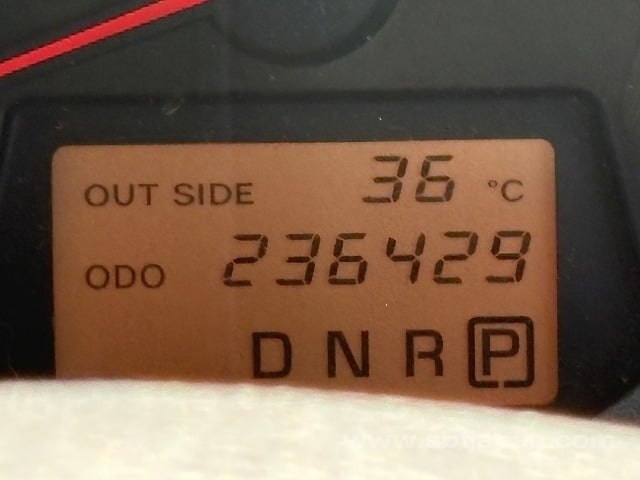 OUT SIDE 36 °C
ODO 236429
D N R P